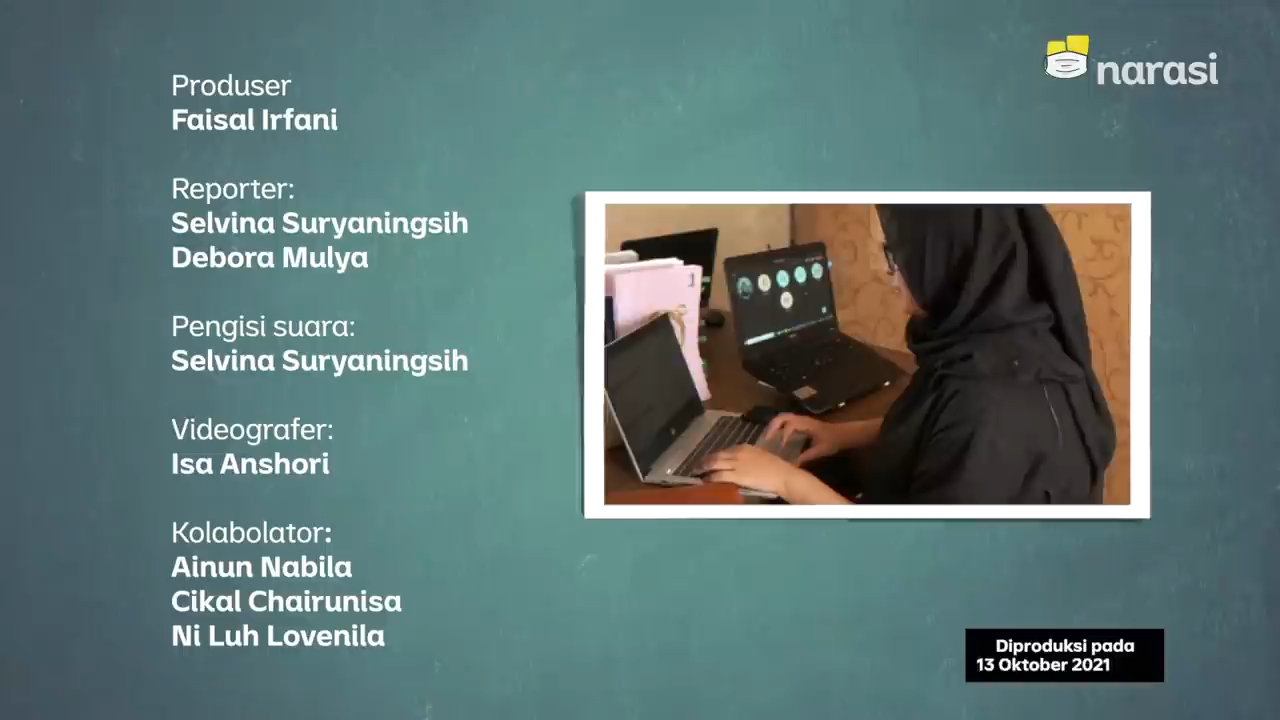 Produser
Faisal Irfani
Reporter:
Selvina Suryaningsih
Debora Mulya
Pengisi suara:
Selvina Suryaningsih
Videografer:
Isa Anshori
Kolabolator:
Ainun Nabila
Cikal Chairunisa
Ni Luh Lovenila
narasi
1
Diproduksi pada
13 Oktober 2021